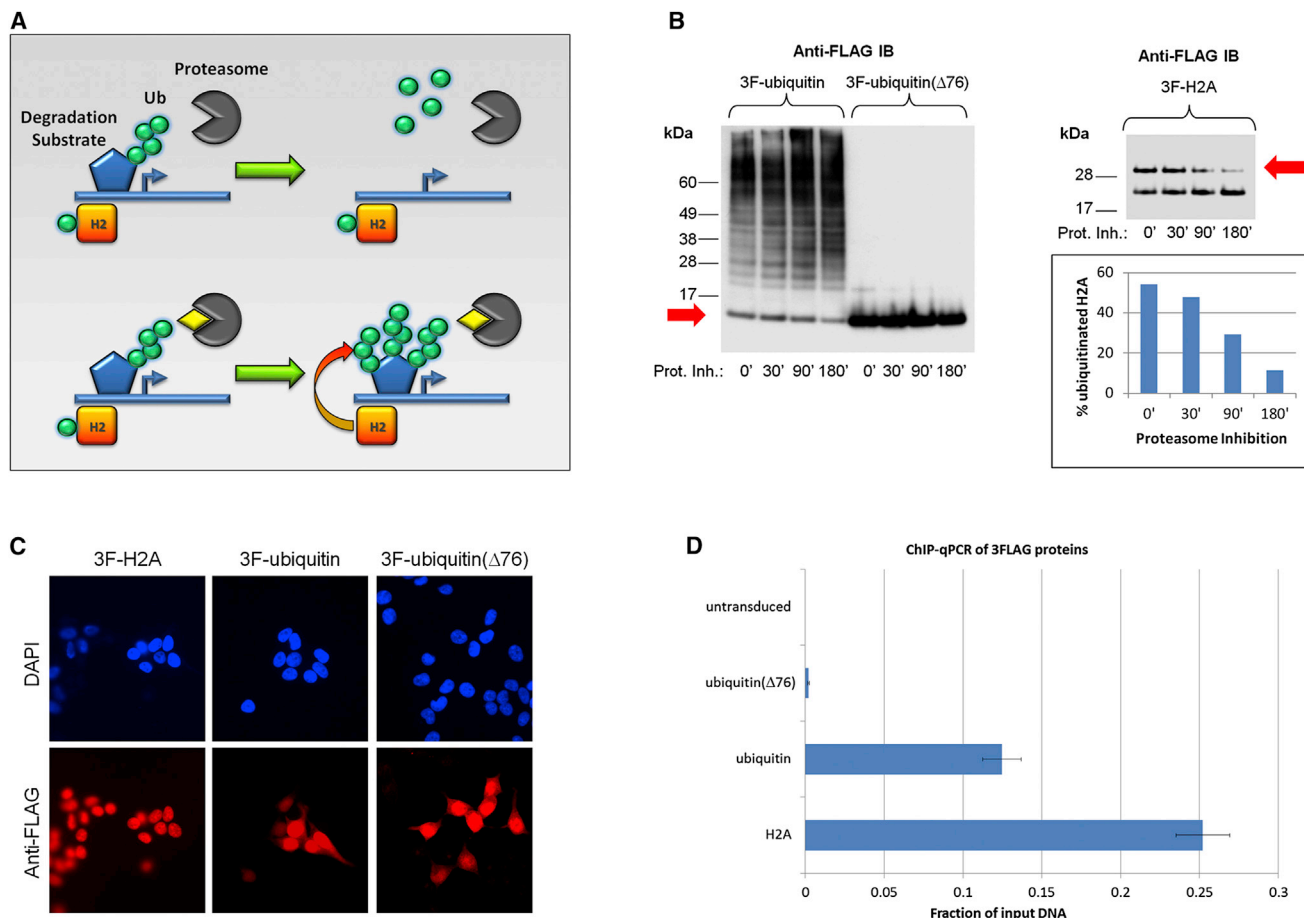 A
Proteasome
Ub
Degradation
Substrate
H2
H2
H2
H2
B
Anti-FLAG IB
3F-ubiquitin 3F-ubiquitin(Δ76)
kDa
60
49
38
28
17
Prot. Inh.: 0' 30' 90' 180' 0' 30' 90' 180'
Anti-FLAG IB
3F-H2A
kDa
28
17
Prot. Inh.: 0' 30' 90' 180'
% ubiquitinated H2A
60
40
20
0
0' 30' 90' 180'
Proteasome Inhibition
C
3F-H2A 3F-ubiquitin 3F-ubiquitin(Δ76)
DAPI
Anti-FLAG
D
ChIP-qPCR of 3FLAG proteins
untransduced
ubiquitin(Δ76)
ubiquitin
H2A
0 0.05 0.1 0.15 0.2 0.25 0.3
Fraction of input DNA